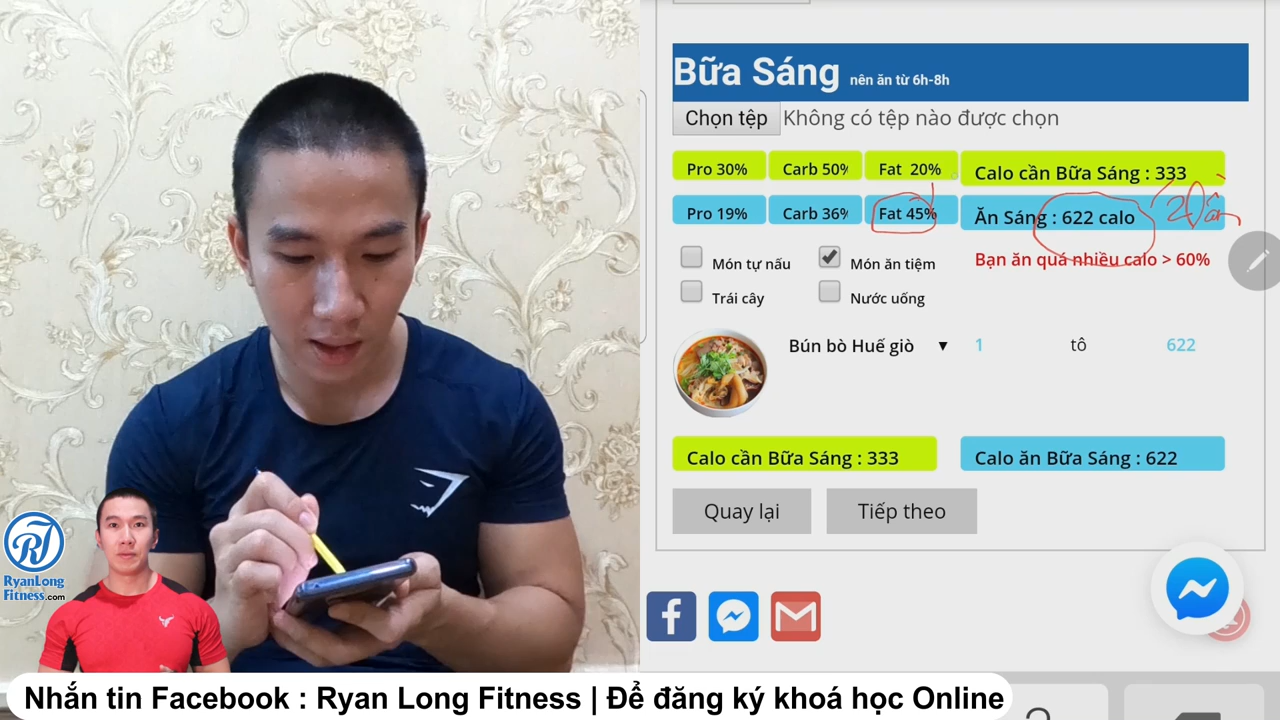 Bữa Sáng nên ăn từ 6h-8h
Chọn tệp Không có tệp nào được chọn
Pro 30% Carb 50% Fat 20% Calo cần Bữa Sáng : 333
Pro 19% Carb 36% Fat 45% Ăn Sáng : 622 calo
Món tự nấu Món ăn tiệm Bạn ăn quá nhiều calo > 60%
Trái cây Nước uống
Bún bò Huế giò 1 tô 622
Calo cần Bữa Sáng : 333 Calo ăn Bữa Sáng : 622
Quay lại Tiếp theo
RT
RyanLong
Fitness.com
Nhắn tin Facebook : Ryan Long Fitness | Để đăng ký khoá học Online